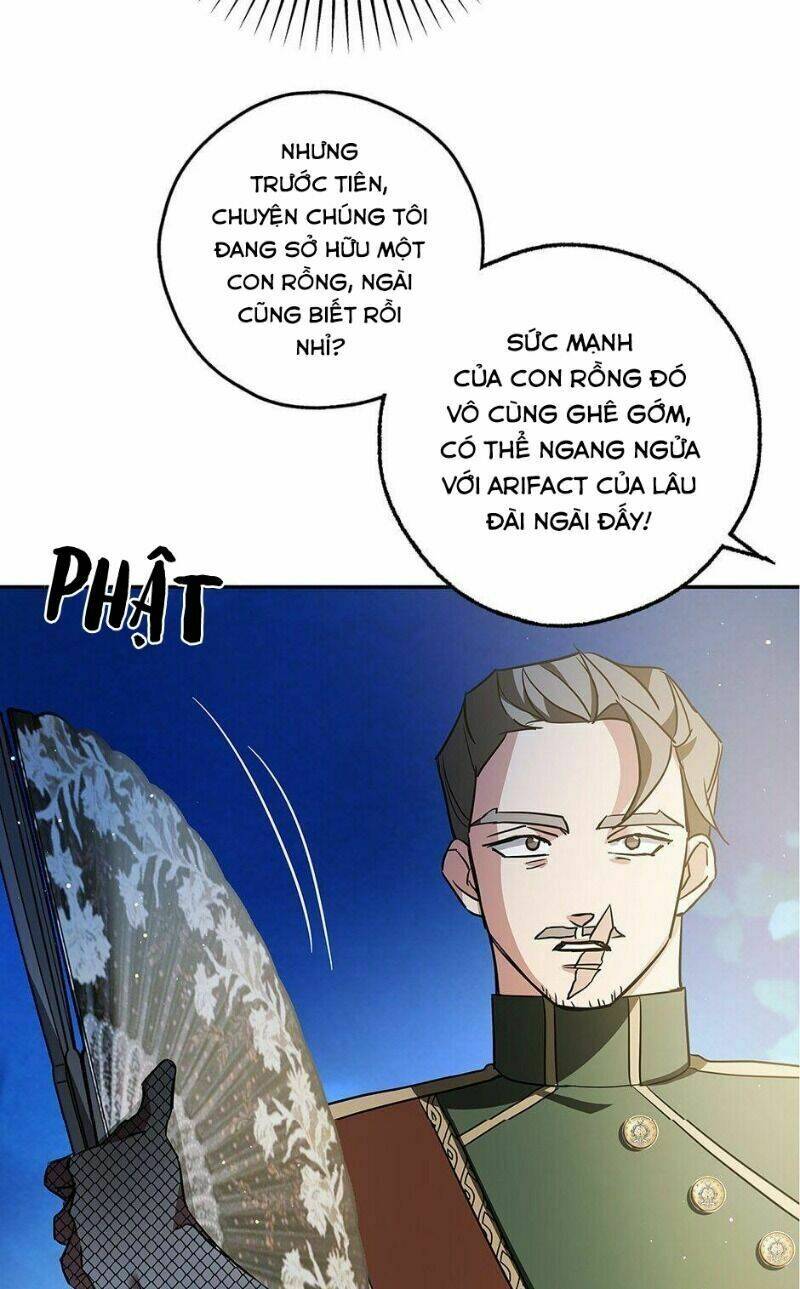 NHƯNG
TRƯỚC TIÊN,
CHUYỆN CHÚNG TÔI
ĐANG SỞ HỮU MỘT
CON RỒNG, NGÀI
CŨNG BIẾT RỒI
NHỈ?
SỨC MẠNH
CỦA CON RỒNG ĐÓ
VÔ CÙNG GHÊ GỚM,
CÓ THỂ NGANG NGỬA
VỚI ARIFACT CỦA LÂU
ĐÀI NGÀI ĐẤY!
PHẬT